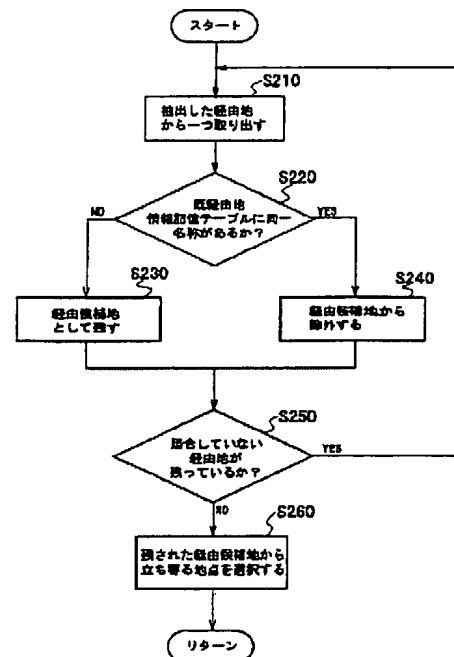 スタート
S210
抽出した経由地
から一つ取り出す
S220
既経由地
情報記憶テーブルに同一
名称があるか？
NO
YES
S230
経由候補地
として残す
S240
経由候補地から
除外する
S250
照合していない
経由地が
残っているか？
YES
NO
S260
残された経由候補地から
立ち寄る地点を選択する
リターン